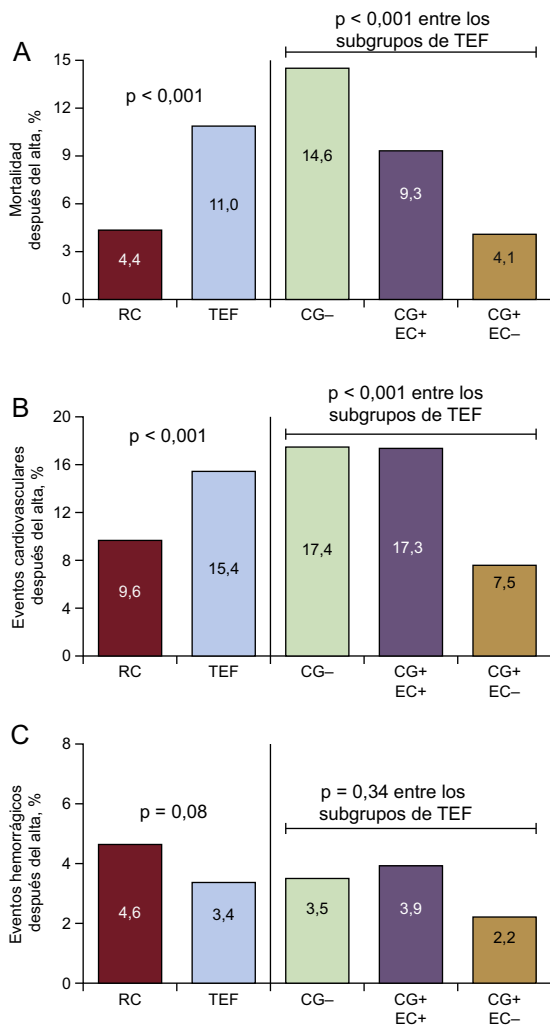 A
p < 0,001 entre los
subgrupos de TEF
p < 0,001
Mortalidad
después del alta, %
15
12
9
6
3
0
4,4
11,0
14,6
9,3
4,1
RC
TEF
CG–
CG+
EC+
CG+
EC–
B
p < 0,001 entre los
subgrupos de TEF
p < 0,001
Eventos cardiovasculares
después del alta, %
20
16
12
8
4
0
9,6
15,4
17,4
17,3
7,5
RC
TEF
CG–
CG+
EC+
CG+
EC–
C
p = 0,34 entre los
subgrupos de TEF
p = 0,08
Eventos hemorrágicos
después del alta, %
8
6
4
2
0
4,6
3,4
3,5
3,9
2,2
RC
TEF
CG–
CG+
EC+
CG+
EC–